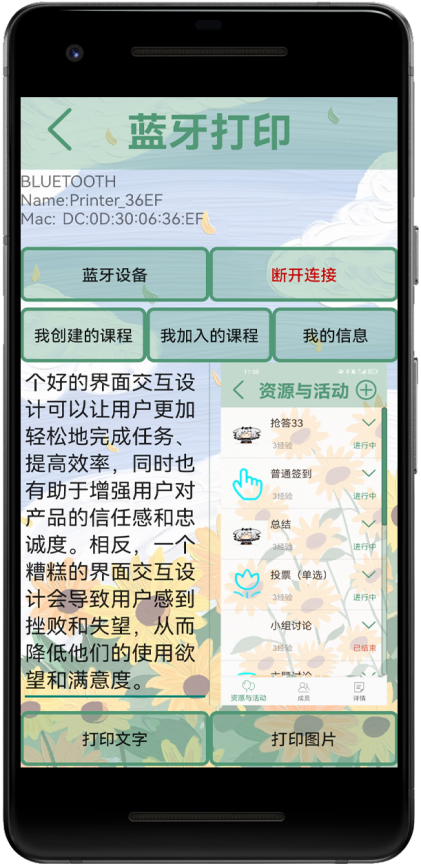 蓝牙打印
BLUETOOTH
Name:Printer_36EF
Mac: DC:0D:30:06:36:EF
蓝牙设备
断开连接
我创建的课程
我加入的课程
我的信息
个好的界面交互设
计可以让用户更加
轻松地完成任务、
提高效率，同时也
有助于增强用户对
产品的信任感和忠
诚度。相反，一个
糟糕的界面交互设
计会导致用户感到
挫败和失望，从而
降低他们的使用欲
望和满意度。
资源与活动
抢答33
3经验
进行中
普通签到
3经验
进行中
总结
3经验
进行中
投票（单选）
3经验
进行中
小组讨论
3经验
已结束
资源与活动
成员
详情
打印文字
打印图片